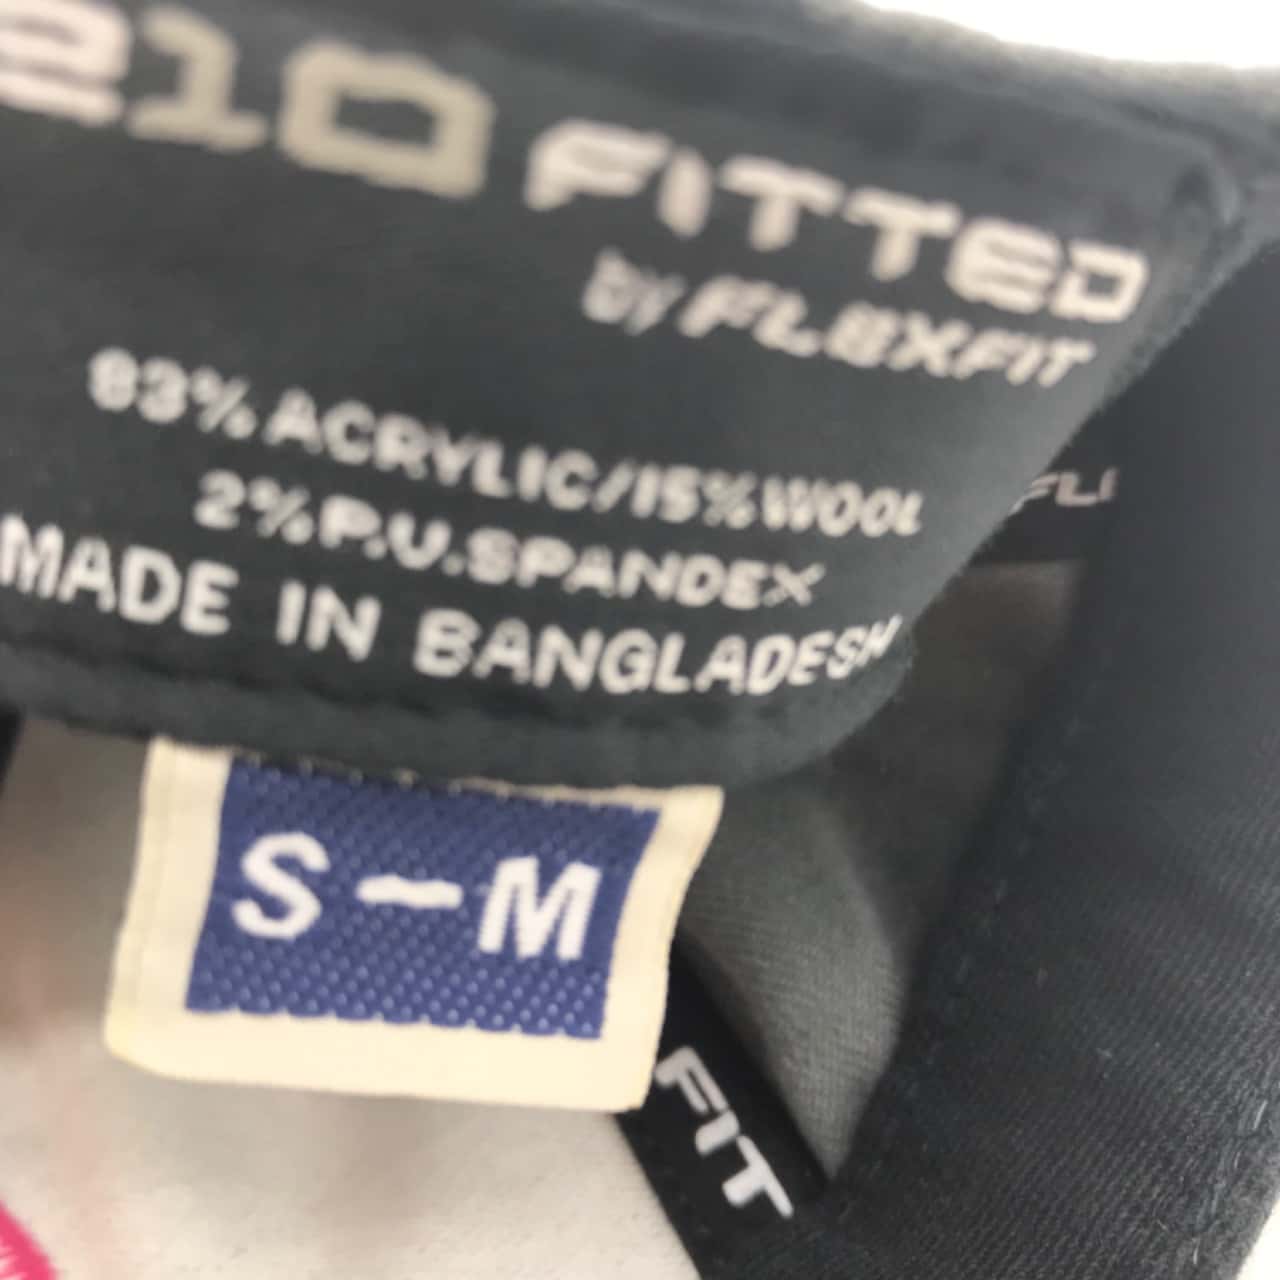 210 FITTED
by FLEXFIT
83% ACRYLIC/15% WOOL
2% P.U. SPANDEX
MADE IN BANGLADESH
S-M
FIT